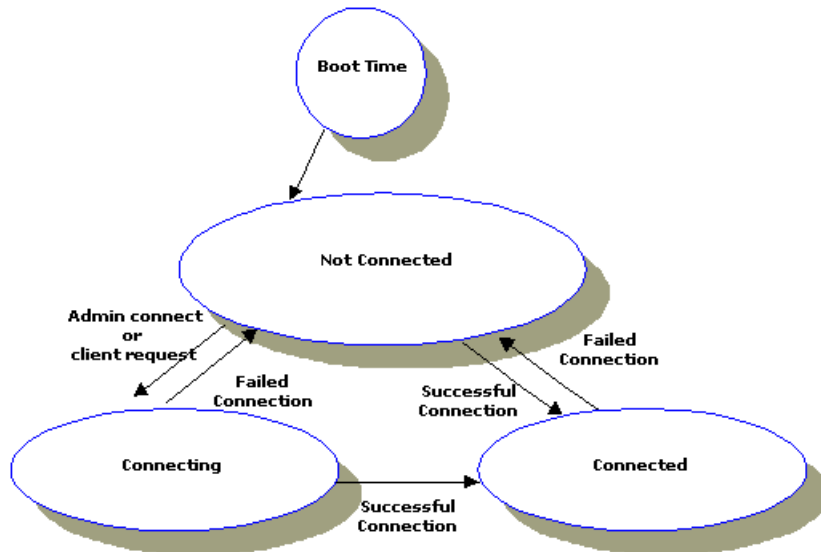 Boot Time
Not Connected
Admin connect
or
client request
Failed
Connection
Successful
Connection
Failed
Connection
Connecting
Successful
Connection
Connected